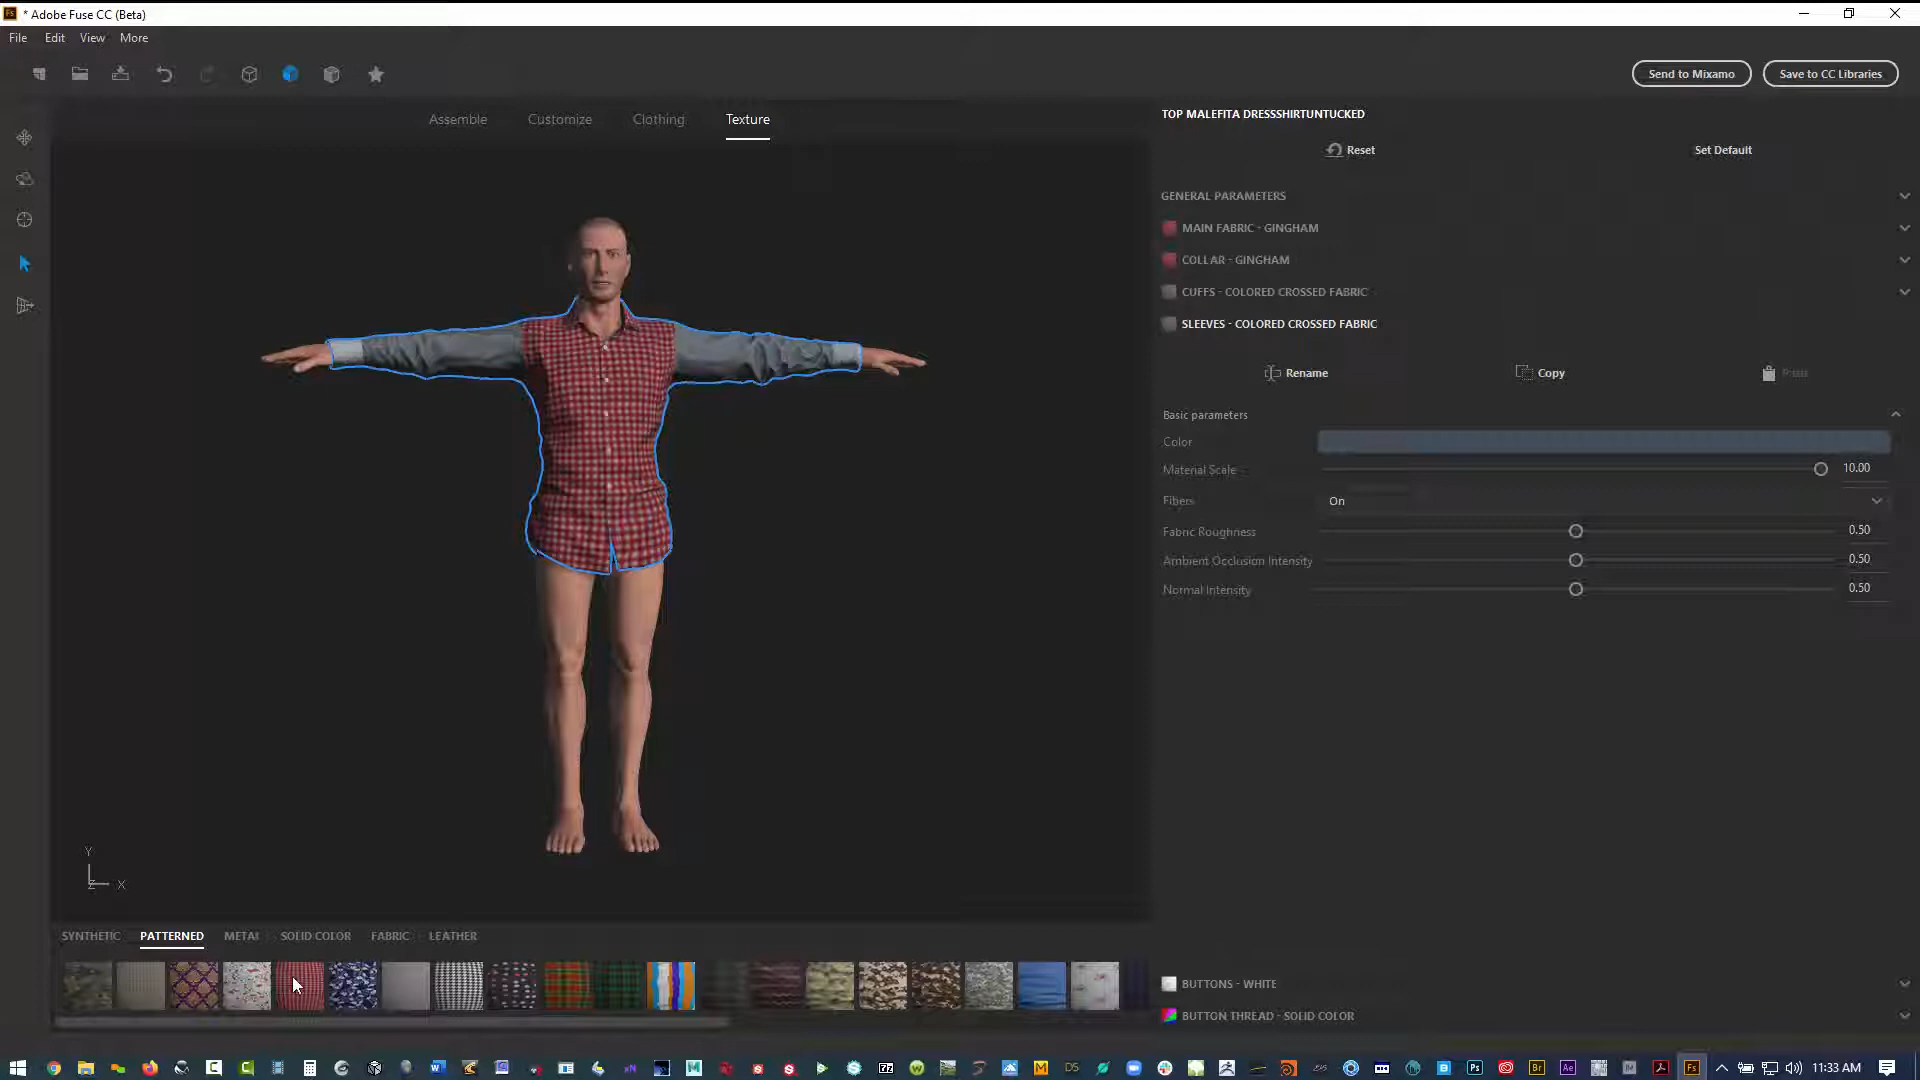 * Adobe Fuse CC (Beta)
File Edit View More
Send to Mixamo Save to CC Libraries
Assemble Customize Clothing Texture
TOP MALEFITA DRESSSHIRTUNTUCKED
Reset Set Default
GENERAL PARAMETERS
MAIN FABRIC - GINGHAM
COLLAR - GINGHAM
CUFFS - COLORED CROSSED FABRIC
SLEEVES - COLORED CROSSED FABRIC
Rename Copy
Basic parameters
Color
Material Scale 10.00
Fibers On
Fabric Roughness 0.50
Ambient Occlusion Intensity 0.50
Normal Intensity 0.50
Y
Z X
SYNTHETIC PATTERNED METAL SOLID COLOR FABRIC LEATHER
BUTTONS - WHITE
BUTTON THREAD - SOLID COLOR
11:33 AM